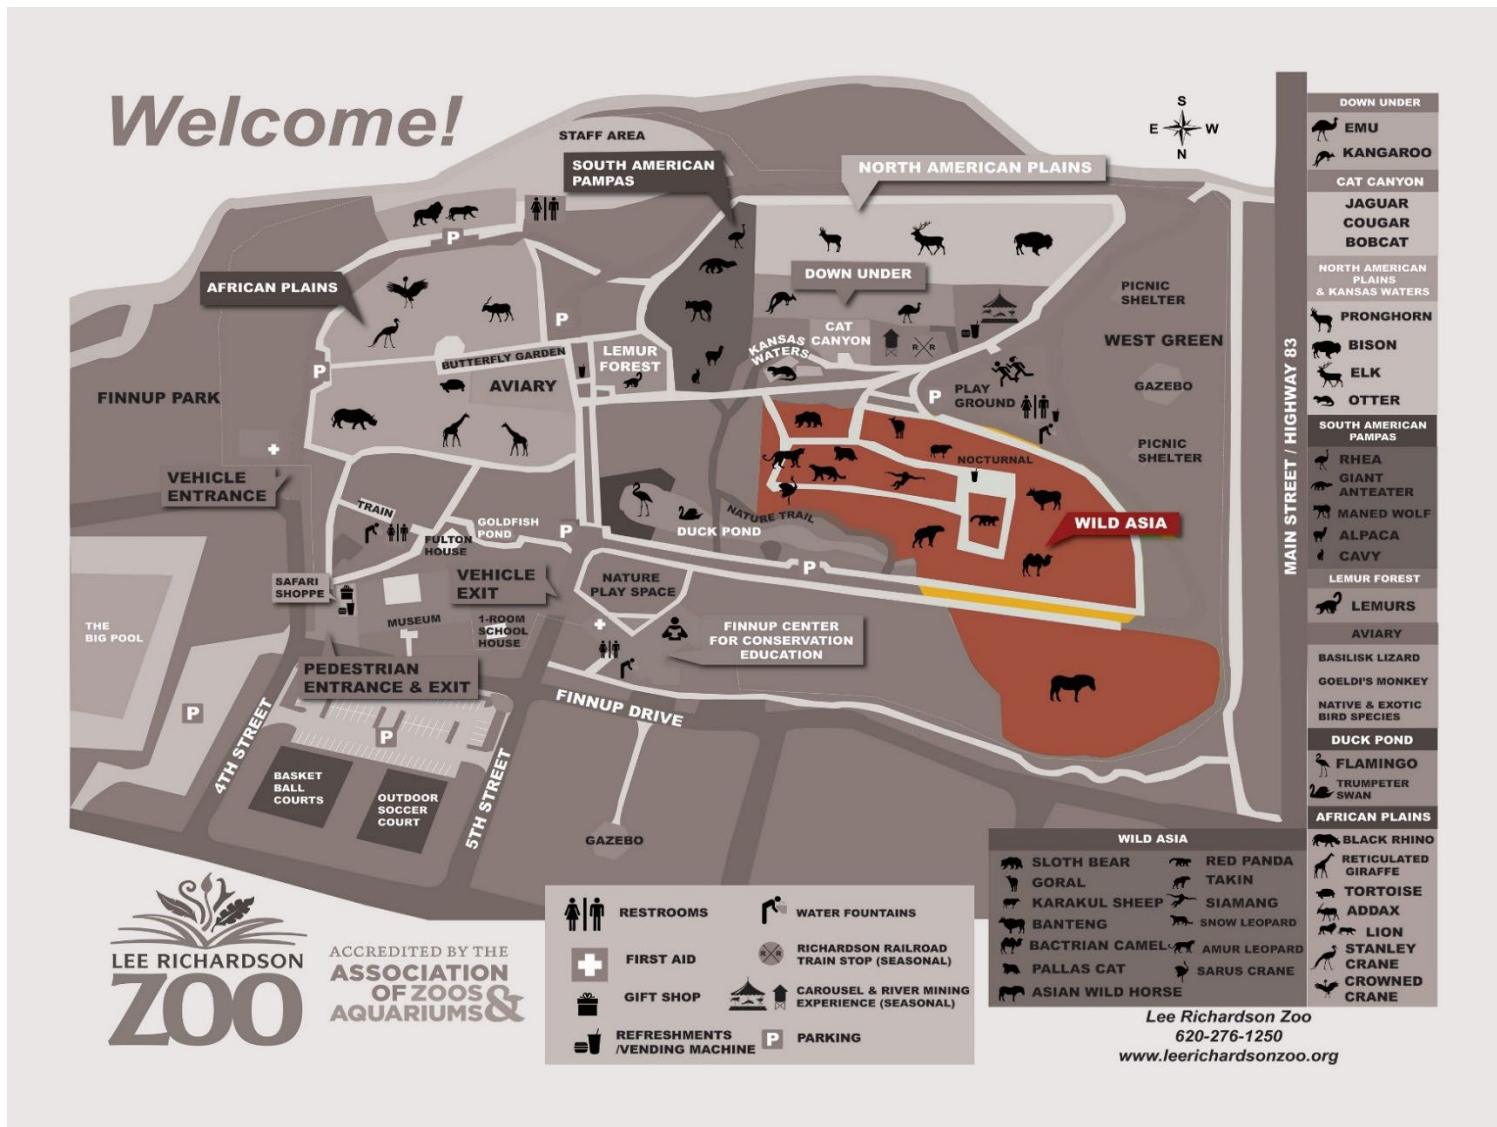 Welcome!
STAFF AREA
SOUTH AMERICAN
PAMPAS
NORTH AMERICAN PLAINS
S
E
W
N
P
AFRICAN PLAINS
DOWN UNDER
PICNIC
SHELTER
P
CAT
CANYON
KANSAS
WATERS
R R
WEST GREEN
BUTTERFLY GARDEN
LEMUR
FOREST
P
AVIARY
FINNUP PARK
PLAY
GROUND
P
GAZEBO
MAIN STREET / HIGHWAY 83
PICNIC
SHELTER
NOCTURNAL
VEHICLE
ENTRANCE
TRAIN
GOLDFISH
POND
P
DUCK POND
NATURE TRAIL
WILD ASIA
FULTON
HOUSE
P
SAFARI
SHOPPE
VEHICLE
EXIT
NATURE
PLAY SPACE
MUSEUM
1-ROOM
SCHOOL
HOUSE
FINNUP CENTER
FOR CONSERVATION
EDUCATION
THE
BIG POOL
PEDESTRIAN
ENTRANCE & EXIT
FINNUP DRIVE
P
P
4TH STREET
5TH STREET
BASKET
BALL
COURTS
OUTDOOR
SOCCER
COURT
GAZEBO
DOWN UNDER
EMU
KANGAROO
CAT CANYON
JAGUAR
COUGAR
BOBCAT
NORTH AMERICAN
PLAINS
& KANSAS WATERS
PRONGHORN
BISON
ELK
OTTER
SOUTH AMERICAN
PAMPAS
RHEA
GIANT
ANTEATER
MANED WOLF
ALPACA
CAVY
LEMUR FOREST
LEMURS
AVIARY
BASILISK LIZARD
GOELDI'S MONKEY
NATIVE & EXOTIC
BIRD SPECIES
DUCK POND
FLAMINGO
TRUMPETER
SWAN
AFRICAN PLAINS
BLACK RHINO
RETICULATED
GIRAFFE
TORTOISE
ADDAX
LION
STANLEY
CRANE
CROWNED
CRANE
WILD ASIA
SLOTH BEAR
GORAL
KARAKUL SHEEP
BANTENG
BACTRIAN CAMEL
PALLAS CAT
ASIAN WILD HORSE
RED PANDA
TAKIN
SIAMANG
SNOW LEOPARD
AMUR LEOPARD
SARUS CRANE
RESTROOMS
FIRST AID
GIFT SHOP
REFRESHMENTS
/VENDING MACHINE
WATER FOUNTAINS
R R
RICHARDSON RAILROAD
TRAIN STOP (SEASONAL)
CAROUSEL & RIVER MINING
EXPERIENCE (SEASONAL)
P PARKING
LEE RICHARDSON
ZOO
ACCREDITED BY THE
ASSOCIATION
OF ZOOS &
AQUARIUMS
Lee Richardson Zoo
620-276-1250
www.leerichardsonzoo.org